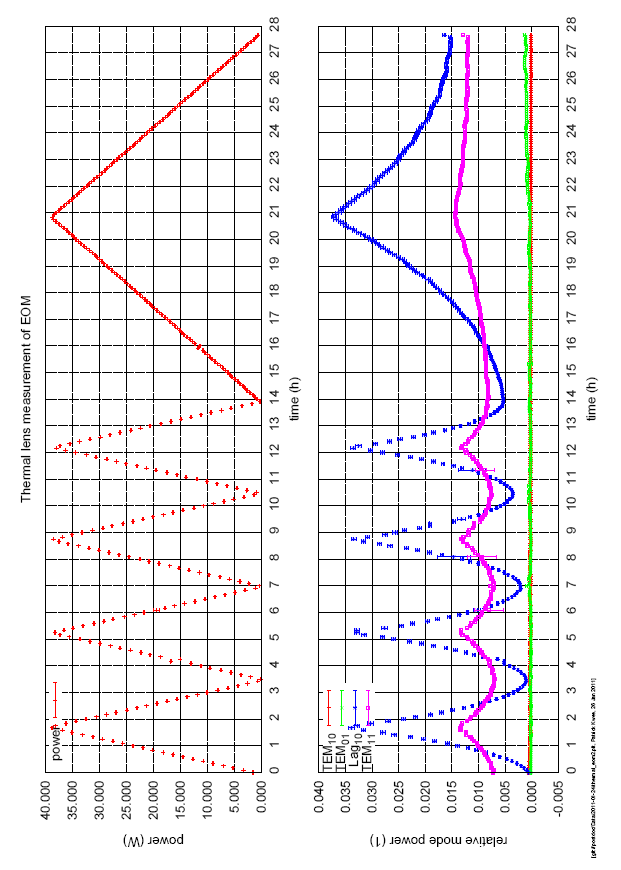 Thermal lens measurement of EOM
power (W)
40.000
35.000
30.000
25.000
20.000
15.000
10.000
5.000
0.000
power
0 1 2 3 4 5 6 7 8 9 10 11 12 13 14 15 16 17 18 19 20 21 22 23 24 25 26 27 28
time (h)
relative mode power (1)
0.040
0.035
0.030
0.025
0.020
0.015
0.010
0.005
0.000
-0.005
TEM10
TEM01
Lag10
TEM11
0 1 2 3 4 5 6 7 8 9 10 11 12 13 14 15 16 17 18 19 20 21 22 23 24 25 26 27 28
time (h)
Patrick Kwee, 26 Jan 2011]